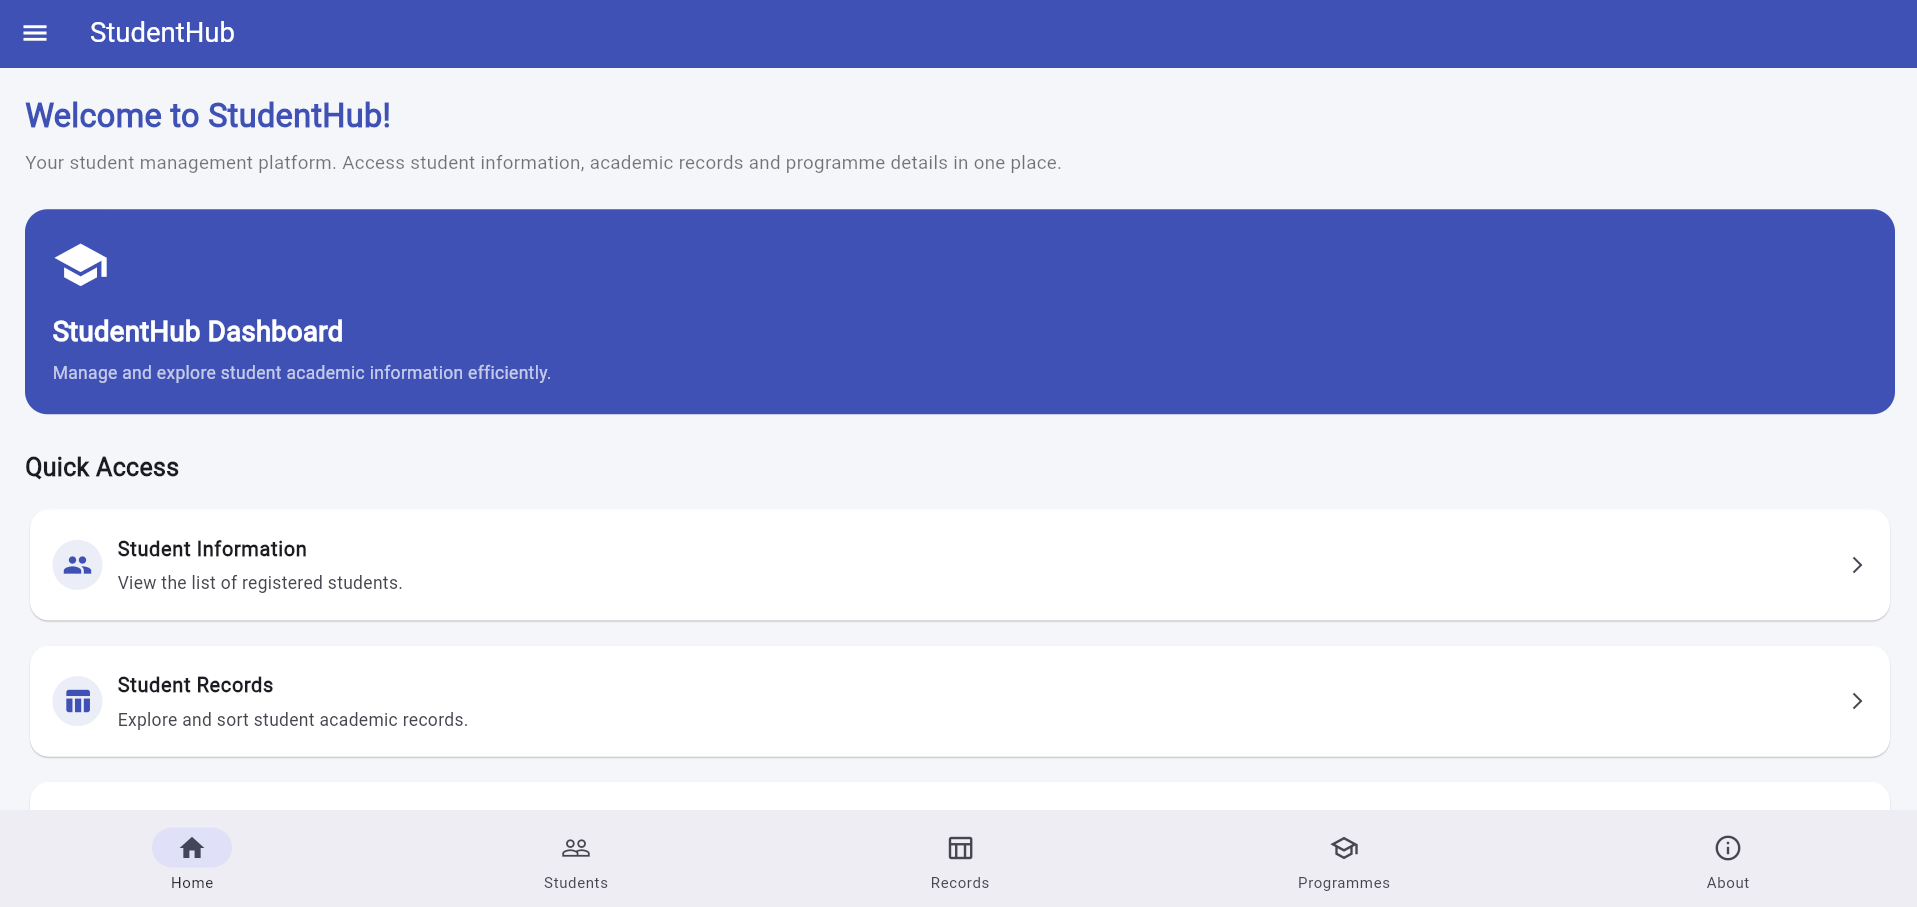 StudentHub
Welcome to StudentHub!
Your student management platform. Access student information, academic records and programme details in one place.
StudentHub Dashboard
Manage and explore student academic information efficiently.
Quick Access
Student Information
View the list of registered students.
Student Records
Explore and sort student academic records.
Home
Students
Records
Programmes
About